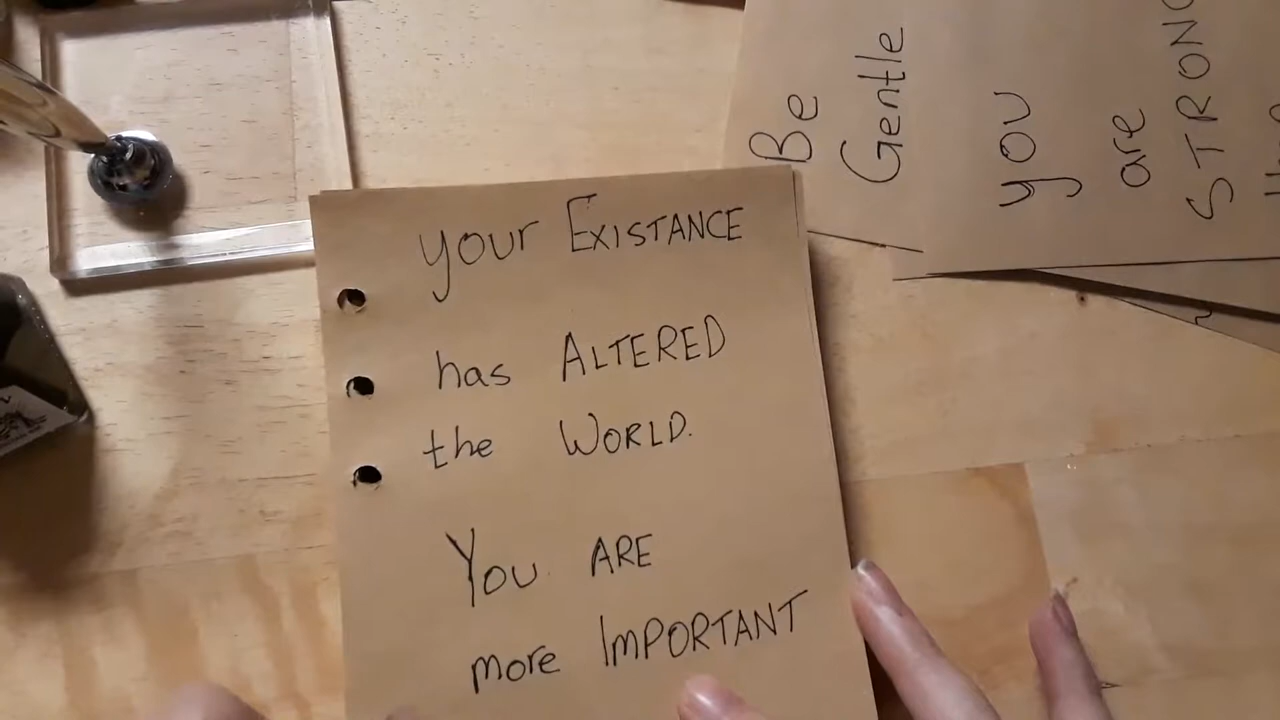 your EXISTANCE
has ALTERED
the WORLD.
YOU ARE
more IMPORTANT
Be
Gentle
you
are
STRONG